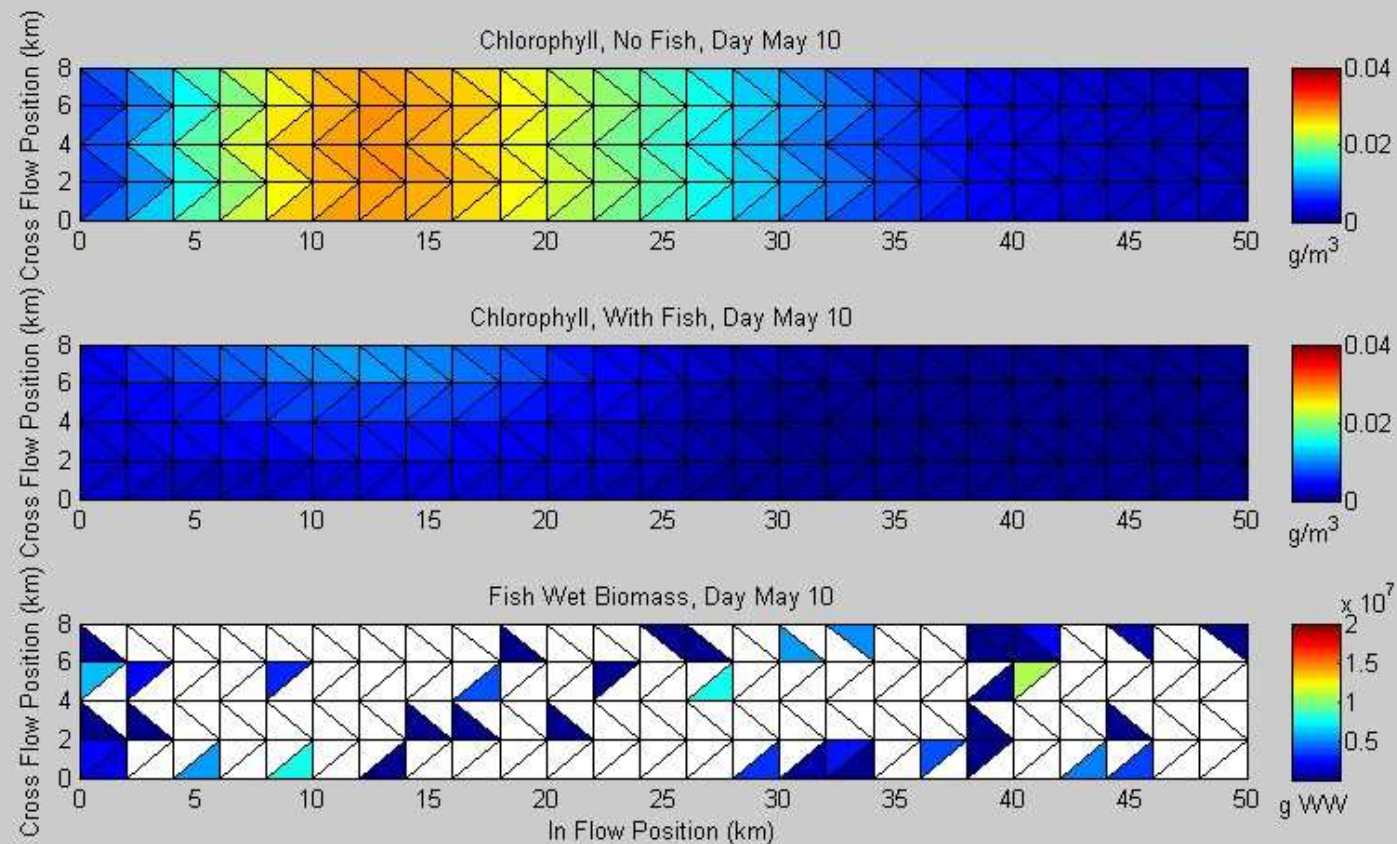 Chlorophyll, No Fish, Day May 10
Cross Flow Position (km)
8
6
4
2
0
0 5 10 15 20 25 30 35 40 45 50
0.04
0.02
0
g/m3
Chlorophyll, With Fish, Day May 10
Cross Flow Position (km)
8
6
4
2
0
0 5 10 15 20 25 30 35 40 45 50
0.04
0.02
0
g/m3
Fish Wet Biomass, Day May 10
Cross Flow Position (km)
8
6
4
2
0
0 5 10 15 20 25 30 35 40 45 50
In Flow Position (km)
x 10^7
2
1.5
1
0.5
g WW